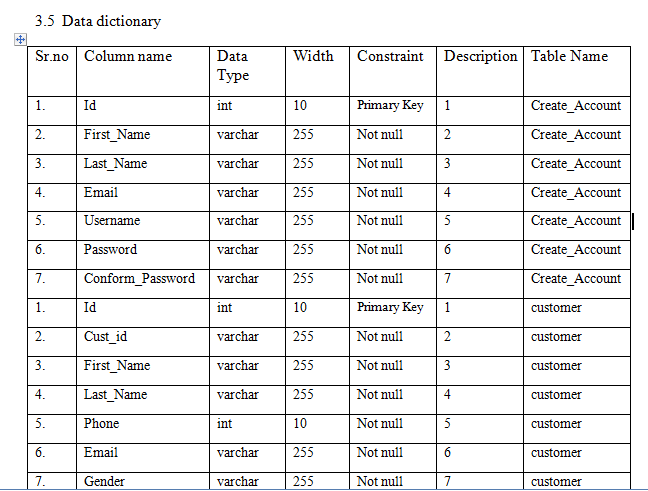 3.5 Data dictionary
Sr.no Column name Data Type Width Constraint Description Table Name
1. Id int 10 Primary Key 1 Create_Account
2. First_Name varchar 255 Not null 2 Create_Account
3. Last_Name varchar 255 Not null 3 Create_Account
4. Email varchar 255 Not null 4 Create_Account
5. Username varchar 255 Not null 5 Create_Account
6. Password varchar 255 Not null 6 Create_Account
7. Conform_Password varchar 255 Not null 7 Create_Account
1. Id int 10 Primary Key 1 customer
2. Cust_id varchar 255 Not null 2 customer
3. First_Name varchar 255 Not null 3 customer
4. Last_Name varchar 255 Not null 4 customer
5. Phone int 10 Not null 5 customer
6. Email varchar 255 Not null 6 customer
7. Gender varchar 255 Not null 7 customer